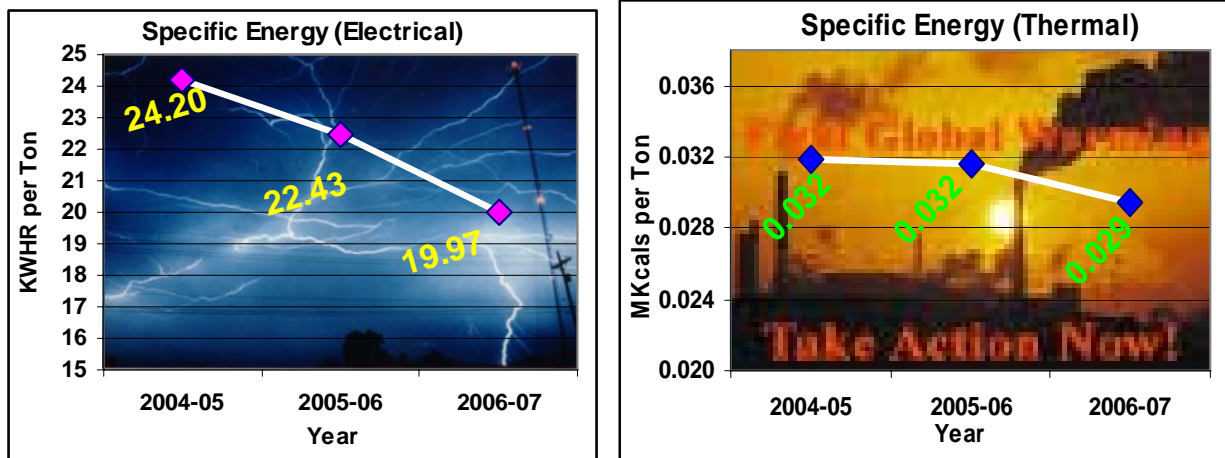 Specific Energy (Electrical)
KWHR per Ton
25
24
23
22
21
20
19
18
17
16
15
24.20
22.43
19.97
2004-05 2005-06 2006-07
Year
Specific Energy (Thermal)
MKcals per Ton
0.036
0.032
0.028
0.024
0.020
Fight Global Warming
0.032
0.032
0.029
Take Action Now!
2004-05 2005-06 2006-07
Year